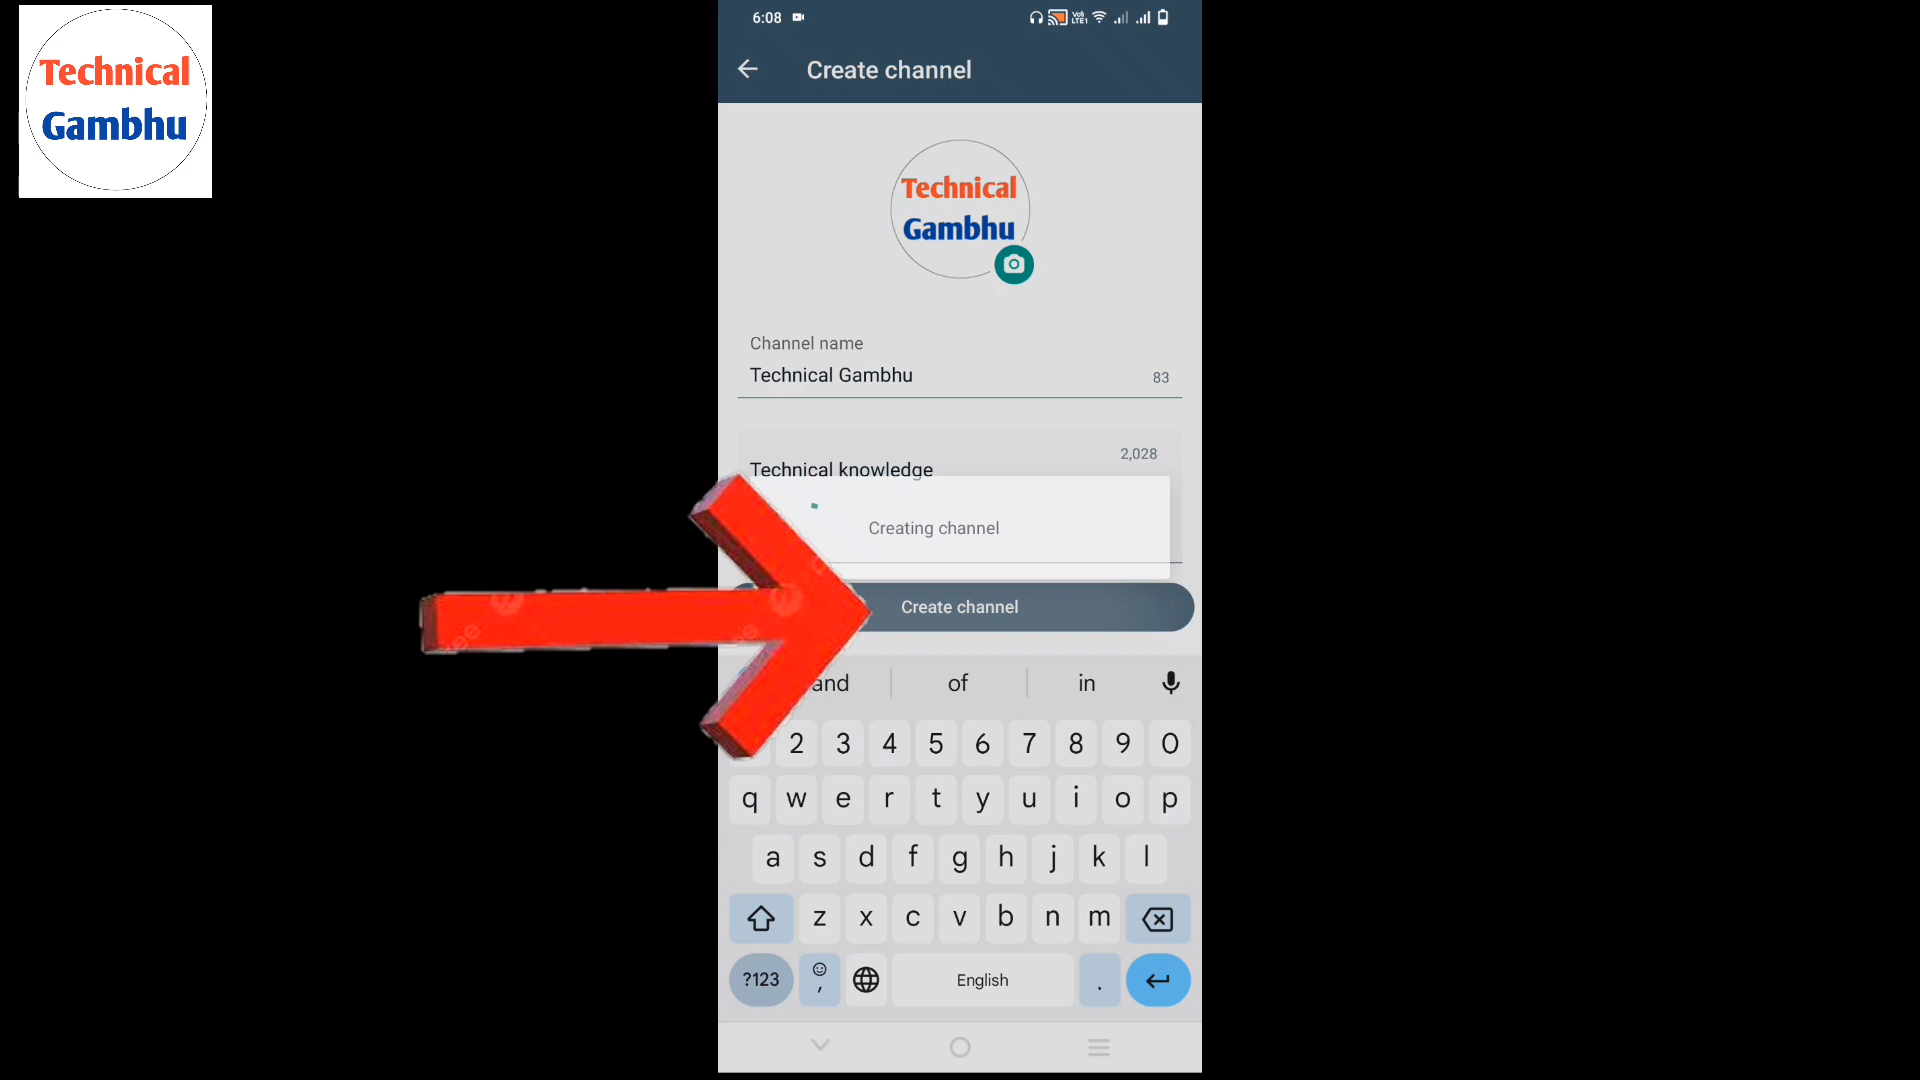 Technical
Gambhu
6:08
Create channel
Technical
Gambhu
Channel name
Technical Gambhu 83
2,028
Technical knowledge
Creating channel
Create channel
and of in
2 3 4 5 6 7 8 9 0
q w e r t y u i o p
a s d f g h j k l
z x c v b n m
?123 , English .